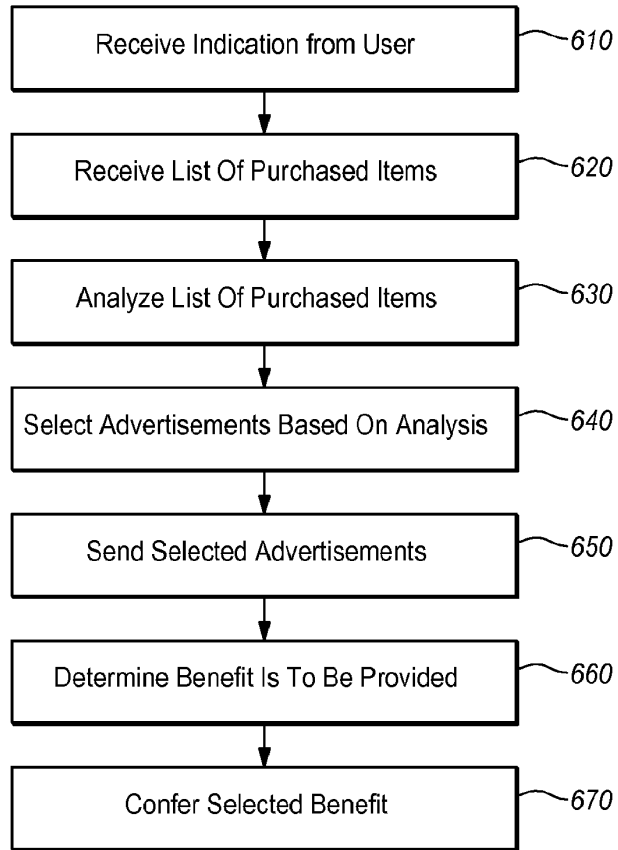 Receive Indication from User
610
Receive List Of Purchased Items
620
Analyze List Of Purchased Items
630
Select Advertisements Based On Analysis
640
Send Selected Advertisements
650
Determine Benefit Is To Be Provided
660
Confer Selected Benefit
670